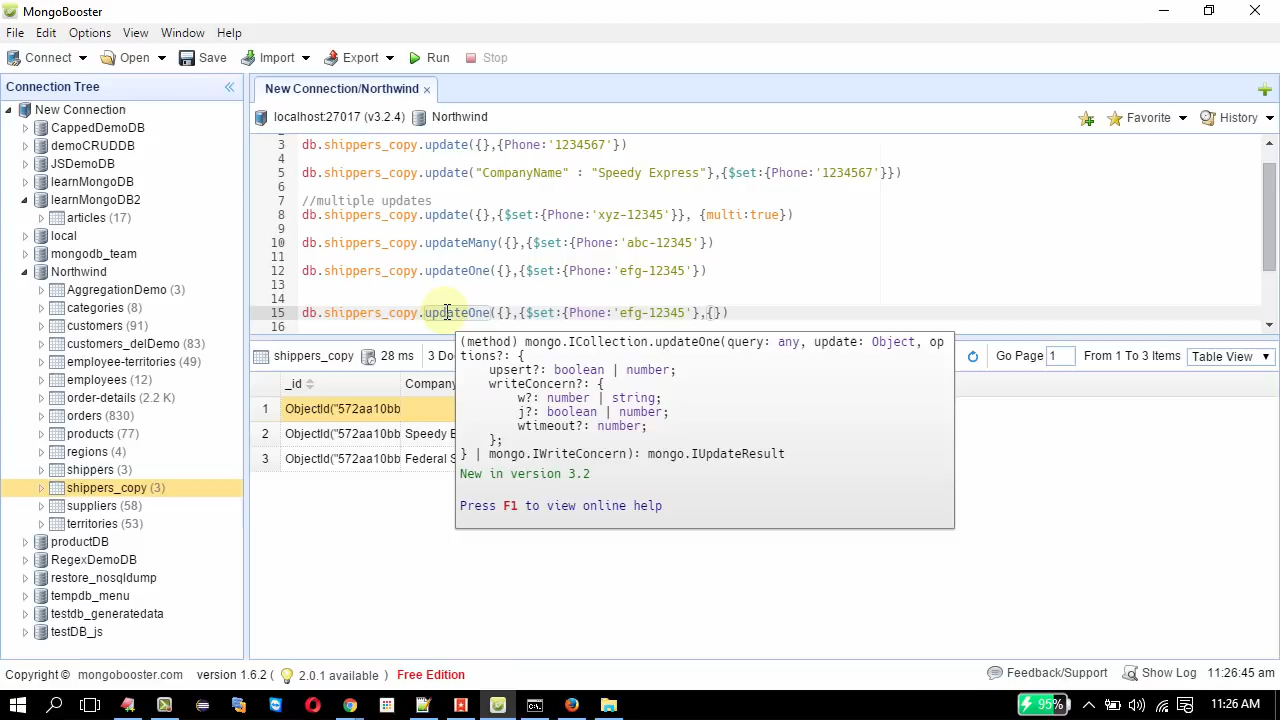 MongoBooster
File Edit Options View Window Help
Connect Open Save Import Export Run Stop
Connection Tree
New Connection
CappedDemoDB
demoCRUDDB
JSDemoDB
learnMongoDB
learnMongoDB2
articles (17)
local
mongodb_team
Northwind
AggregationDemo (3)
categories (8)
customers (91)
customers_delDemo (83)
employee-territories (49)
employees (12)
order-details (2.2 K)
orders (830)
products (77)
regions (4)
shippers (3)
shippers_copy (3)
suppliers (58)
territories (53)
productDB
RegexDemoDB
restore_nosqldump
tempdb_menu
testdb_generatedata
testDB_js
New Connection/Northwind ×
localhost:27017 (v3.2.4) Northwind Favorite History
3 db.shippers_copy.update({},{Phone:'1234567'})
4
5 db.shippers_copy.update("CompanyName" : "Speedy Express"},{$set:{Phone:'1234567'}})
6
7 //multiple updates
8 db.shippers_copy.update({},{$set:{Phone:'xyz-12345'}}, {multi:true})
9
10 db.shippers_copy.updateMany({},{$set:{Phone:'abc-12345'})
11
12 db.shippers_copy.updateOne({},{$set:{Phone:'efg-12345'})
13
14
15 db.shippers_copy.updateOne({},{$set:{Phone:'efg-12345'},{})
16
shippers_copy 28 ms 3 Do Go Page 1 From 1 To 3 Items Table View
_id Company
1 ObjectId("572aa10bb
2 ObjectId("572aa10bb Speedy E
3 ObjectId("572aa10bb Federal S
(method) mongo.ICollection.updateOne(query: any, update: Object, op
tions?: {
upsert?: boolean | number;
writeConcern?: {
w?: number | string;
j?: boolean | number;
wtimeout?: number;
};
} | mongo.IWriteConcern): mongo.IUpdateResult
New in version 3.2
Press F1 to view online help
Copyright © mongobooster.com version 1.6.2 ( 2.0.1 available ) Free Edition Feedback/Support Show Log 11:26:45 am
95% 11:26 AM